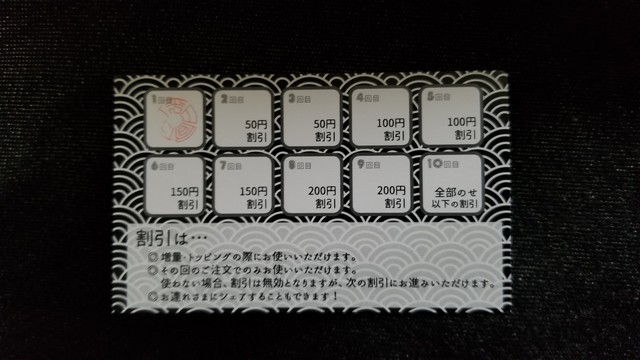 1回目
2回目
50円
割引
3回目
50円
割引
4回目
100円
割引
5回目
100円
割引
6回目
150円
割引
7回目
150円
割引
8回目
200円
割引
9回目
200円
割引
10回目
全部のせ
以下の割引
割引は…
◎増量・トッピングの際にお使いいただけます。
◎その回のご注文でのみお使いいただけます。
使わない場合、割引は無効となりますが、次の割引にお進みいただけます。
◎お連れさまにシェアすることもできます！